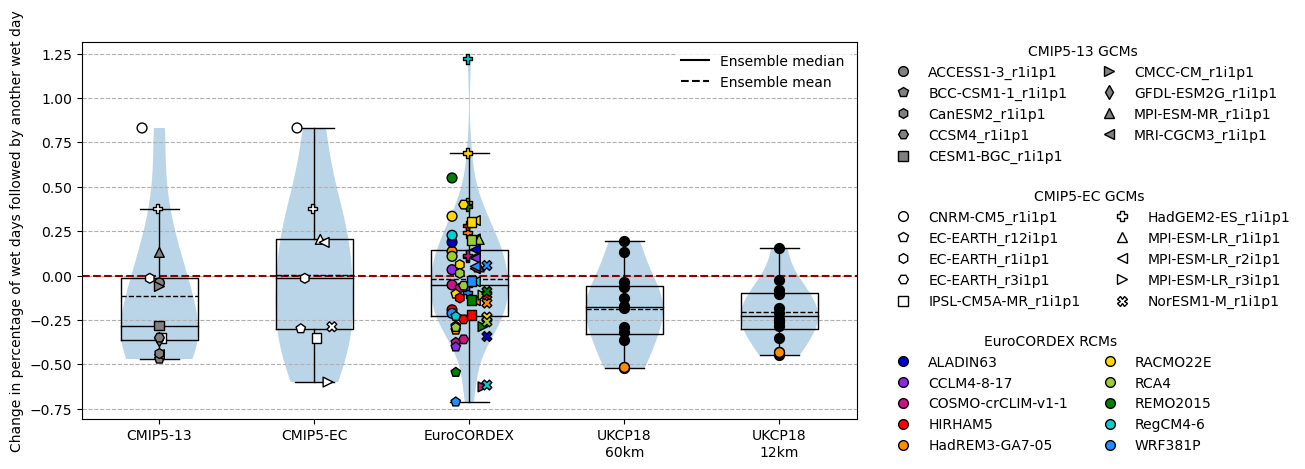 Change in percentage of wet days followed by another wet day
1.25
1.00
0.75
0.50
0.25
0.00
−0.25
−0.50
−0.75
Ensemble median
Ensemble mean
CMIP5-13
CMIP5-EC
EuroCORDEX
UKCP18
60km
UKCP18
12km
CMIP5-13 GCMs
ACCESS1-3_r1i1p1
BCC-CSM1-1_r1i1p1
CanESM2_r1i1p1
CCSM4_r1i1p1
CESM1-BGC_r1i1p1
CMCC-CM_r1i1p1
GFDL-ESM2G_r1i1p1
MPI-ESM-MR_r1i1p1
MRI-CGCM3_r1i1p1
CMIP5-EC GCMs
CNRM-CM5_r1i1p1
EC-EARTH_r12i1p1
EC-EARTH_r1i1p1
EC-EARTH_r3i1p1
IPSL-CM5A-MR_r1i1p1
HadGEM2-ES_r1i1p1
MPI-ESM-LR_r1i1p1
MPI-ESM-LR_r2i1p1
MPI-ESM-LR_r3i1p1
NorESM1-M_r1i1p1
EuroCORDEX RCMs
ALADIN63
CCLM4-8-17
COSMO-crCLIM-v1-1
HIRHAM5
HadREM3-GA7-05
RACMO22E
RCA4
REMO2015
RegCM4-6
WRF381P